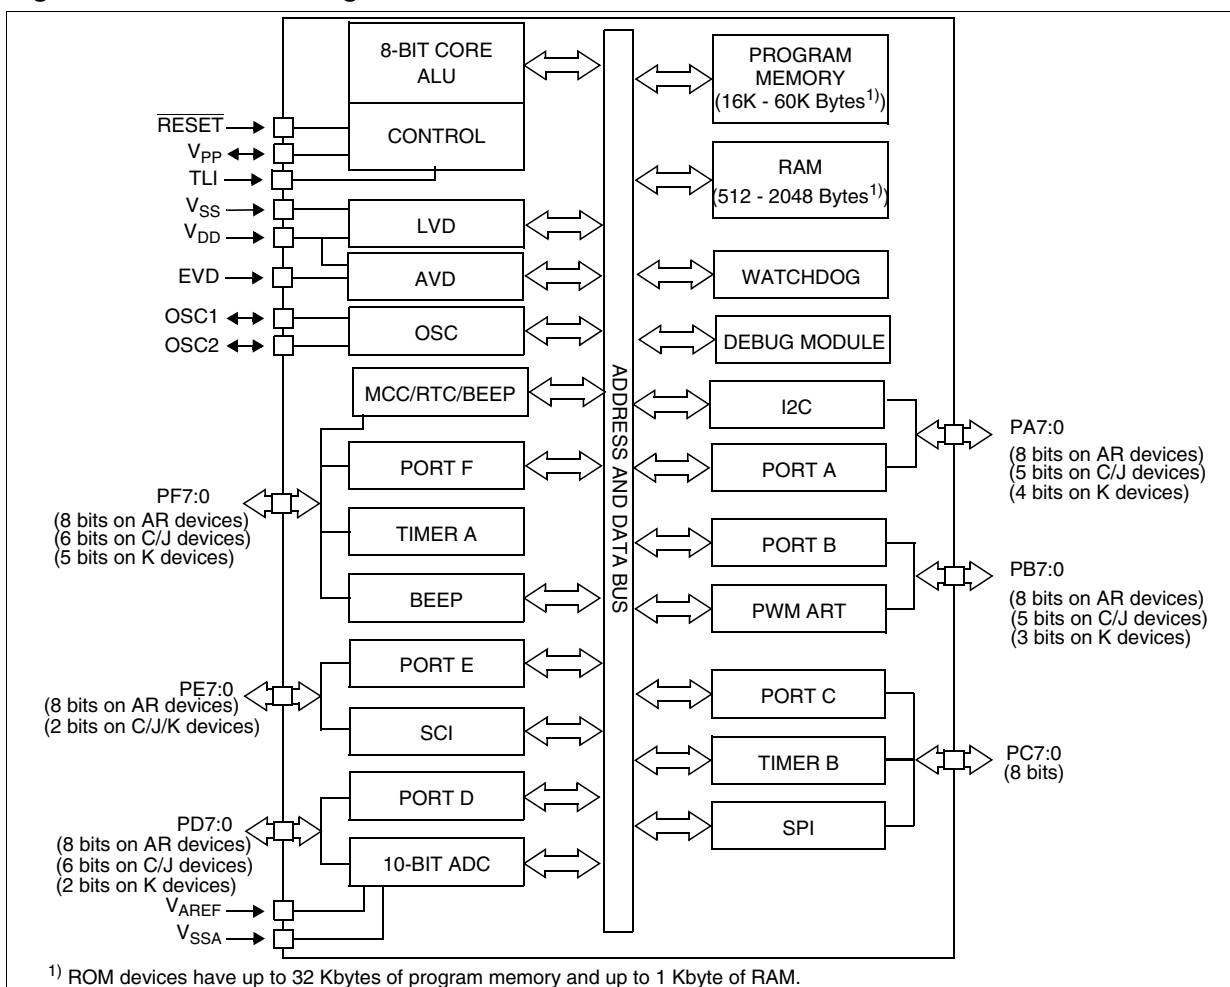 8-BIT CORE
ALU
CONTROL
RESET
VPP
TLI
VSS
VDD
LVD
EVD
AVD
OSC1
OSC2
OSC
MCC/RTC/BEEP
PORT F
PF7:0
(8 bits on AR devices)
(6 bits on C/J devices)
(5 bits on K devices)
TIMER A
BEEP
PORT E
PE7:0
(8 bits on AR devices)
(2 bits on C/J/K devices)
SCI
PORT D
PD7:0
(8 bits on AR devices)
(6 bits on C/J devices)
(2 bits on K devices)
10-BIT ADC
VAREF
VSSA
ADDRESS AND DATA BUS
PROGRAM
MEMORY
(16K - 60K Bytes1))
RAM
(512 - 2048 Bytes1))
WATCHDOG
DEBUG MODULE
I2C
PORT A
PA7:0
(8 bits on AR devices)
(5 bits on C/J devices)
(4 bits on K devices)
PORT B
PWM ART
PB7:0
(8 bits on AR devices)
(5 bits on C/J devices)
(3 bits on K devices)
PORT C
TIMER B
SPI
PC7:0
(8 bits)
1) ROM devices have up to 32 Kbytes of program memory and up to 1 Kbyte of RAM.